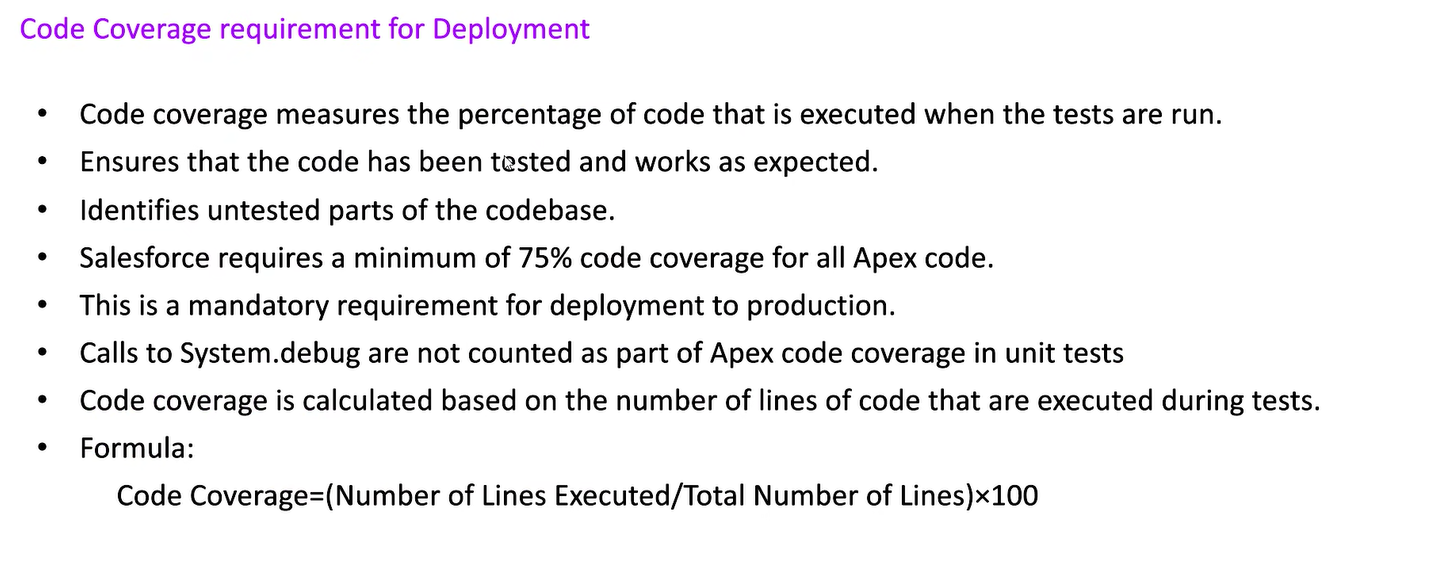 Code Coverage requirement for Deployment
• Code coverage measures the percentage of code that is executed when the tests are run.
• Ensures that the code has been tested and works as expected.
• Identifies untested parts of the codebase.
• Salesforce requires a minimum of 75% code coverage for all Apex code.
• This is a mandatory requirement for deployment to production.
• Calls to System.debug are not counted as part of Apex code coverage in unit tests
• Code coverage is calculated based on the number of lines of code that are executed during tests.
• Formula:
Code Coverage=(Number of Lines Executed/Total Number of Lines)×100